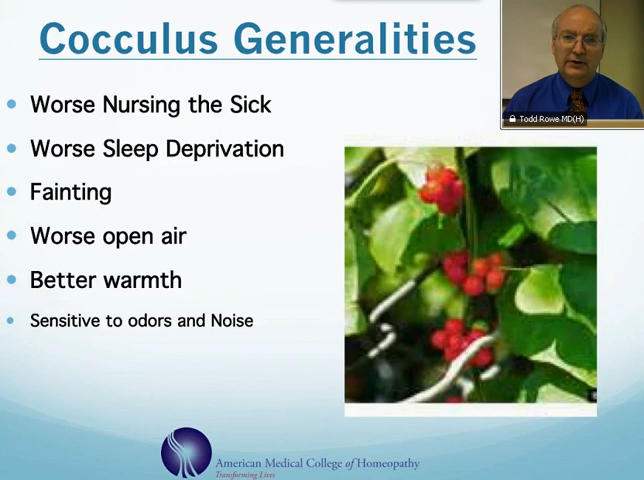 Cocculus Generalities
Todd Rowe MD(H)
Worse Nursing the Sick
Worse Sleep Deprivation
Fainting
Worse open air
Better warmth
Sensitive to odors and Noise
American Medical College of Homeopathy
Transforming Lives